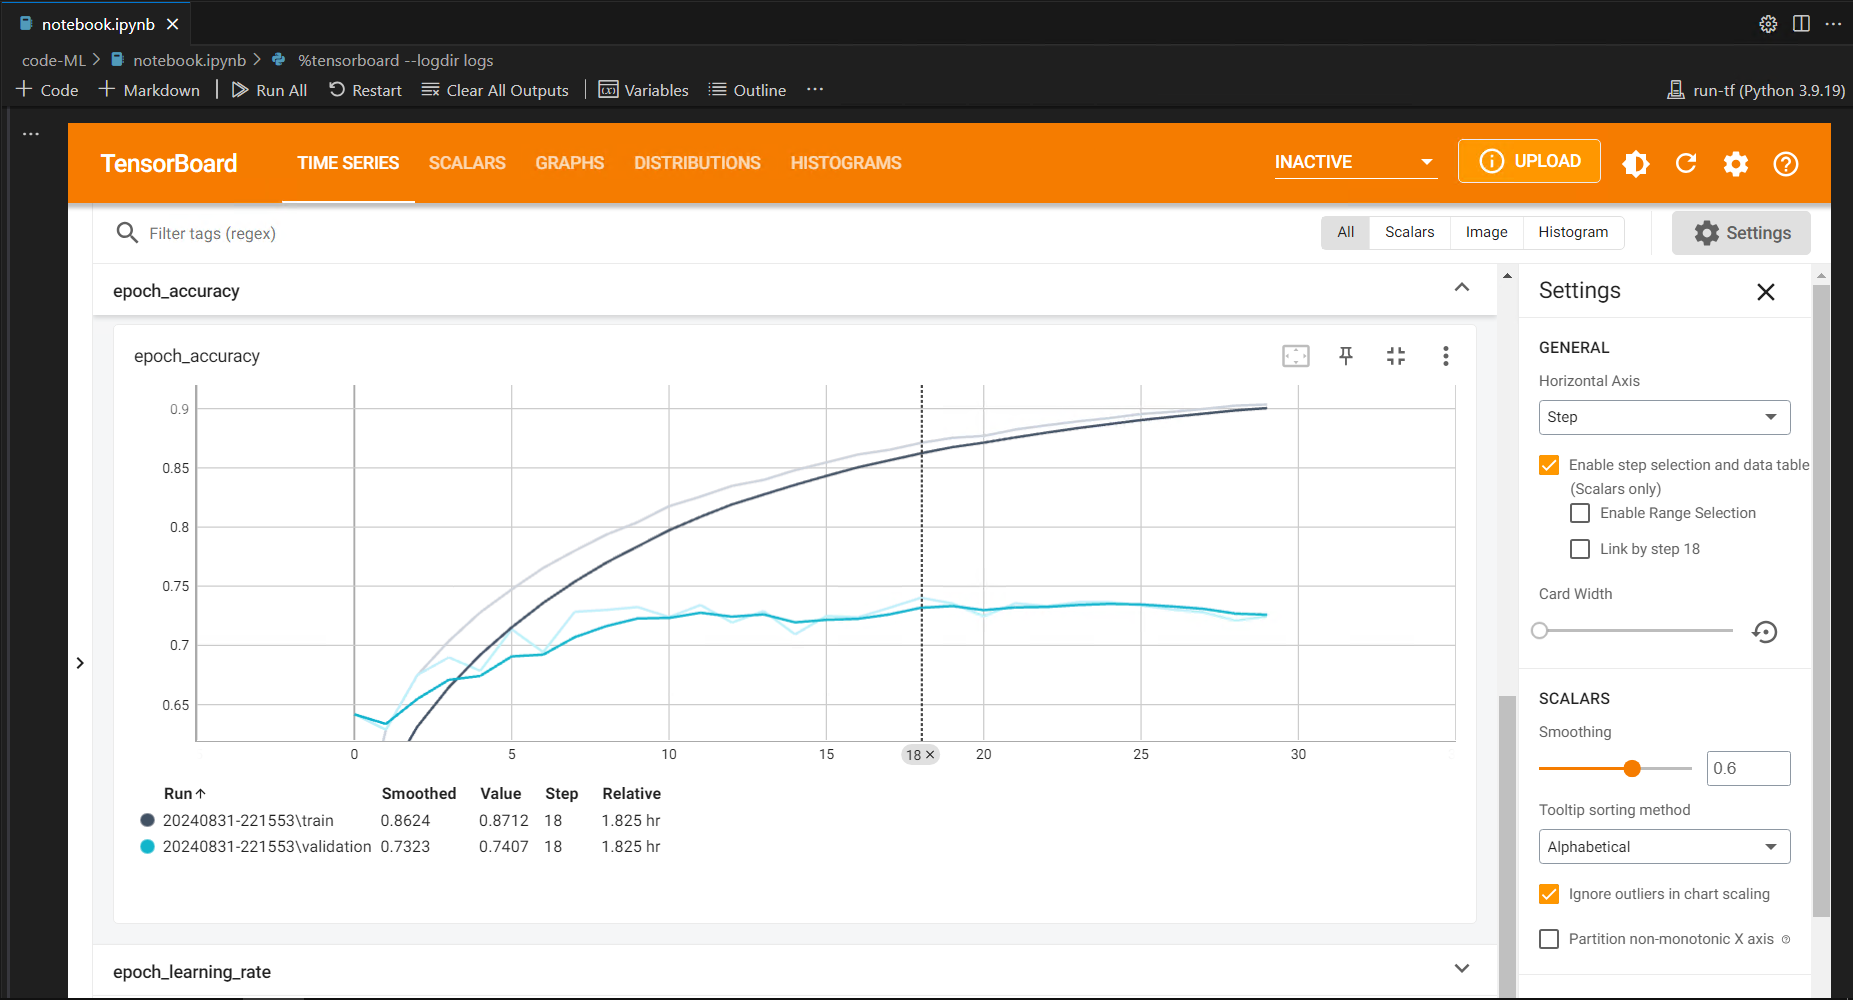 notebook.ipynb
code-ML > notebook.ipynb > %tensorboard --logdir logs
+ Code + Markdown | Run All Restart Clear All Outputs | Variables Outline ···
run-tf (Python 3.9.19)
TensorBoard TIME SERIES SCALARS GRAPHS DISTRIBUTIONS HISTOGRAMS INACTIVE UPLOAD
Filter tags (regex) All Scalars Image Histogram Settings
epoch_accuracy
epoch_accuracy
0.9
0.85
0.8
0.75
0.7
0.65
0 5 10 15 18 20 25 30
Run Smoothed Value Step Relative
20240831-221553\train 0.8624 0.8712 18 1.825 hr
20240831-221553\validation 0.7323 0.7407 18 1.825 hr
epoch_learning_rate
Settings
GENERAL
Horizontal Axis
Step
Enable step selection and data table
(Scalars only)
Enable Range Selection
Link by step 18
Card Width
SCALARS
Smoothing
0.6
Tooltip sorting method
Alphabetical
Ignore outliers in chart scaling
Partition non-monotonic X axis